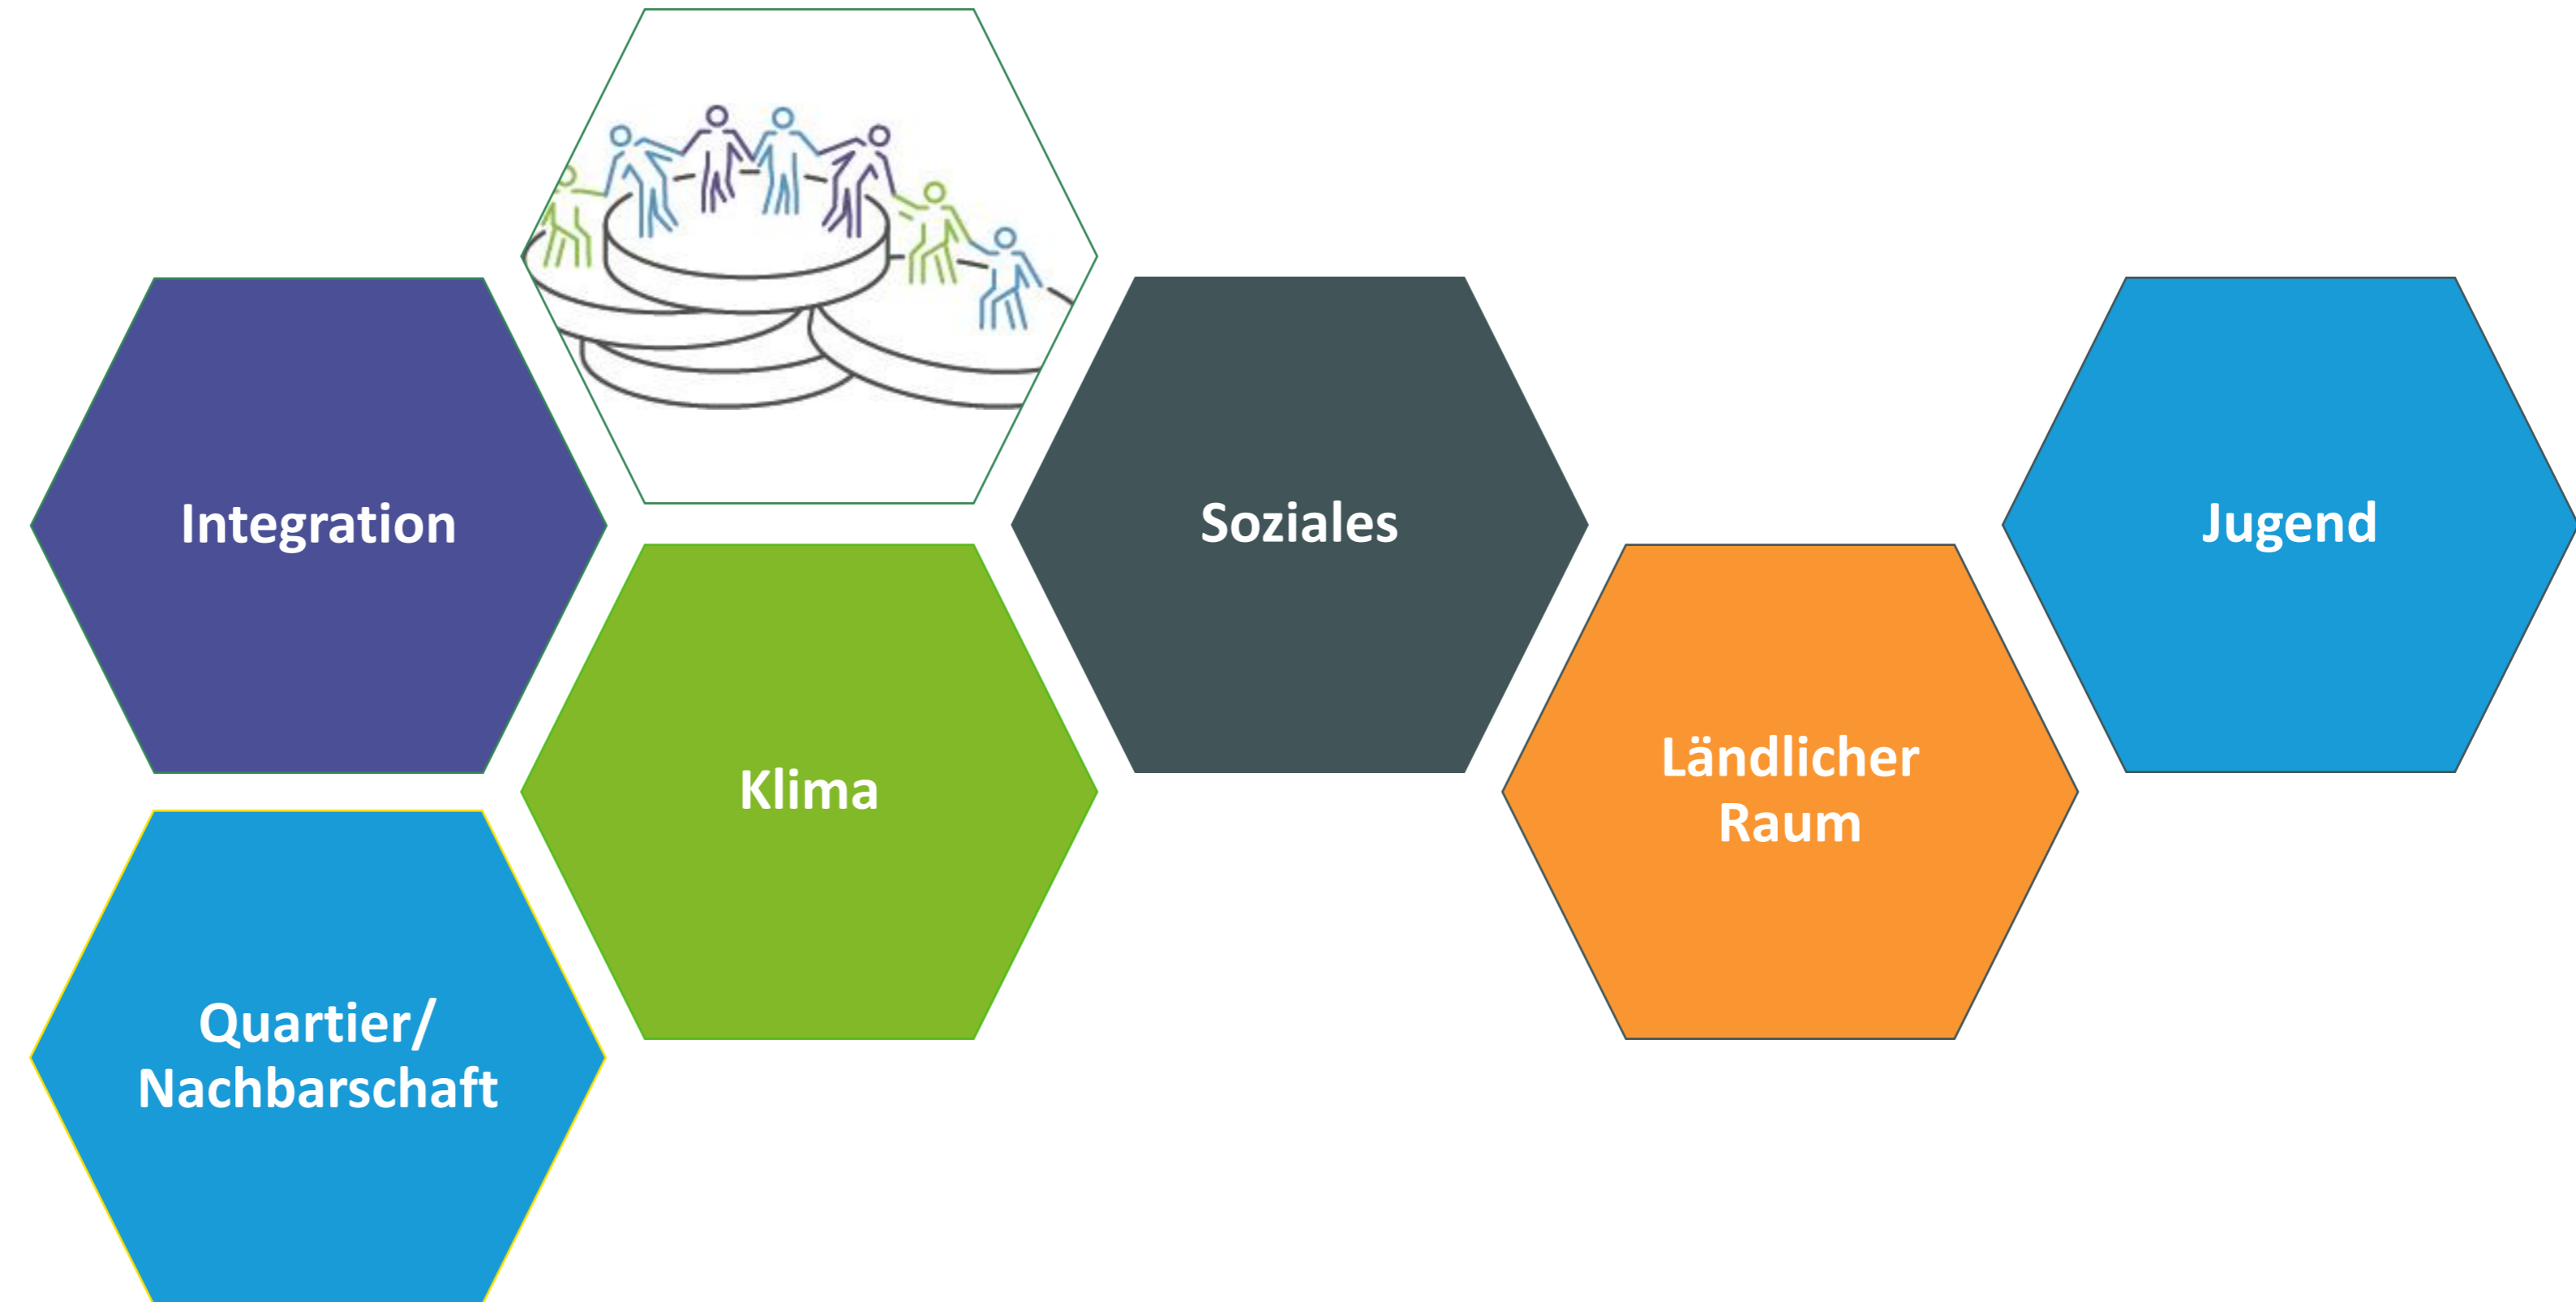 Integration
Soziales
Jugend
Klima
Ländlicher
Raum
Quartier/
Nachbarschaft